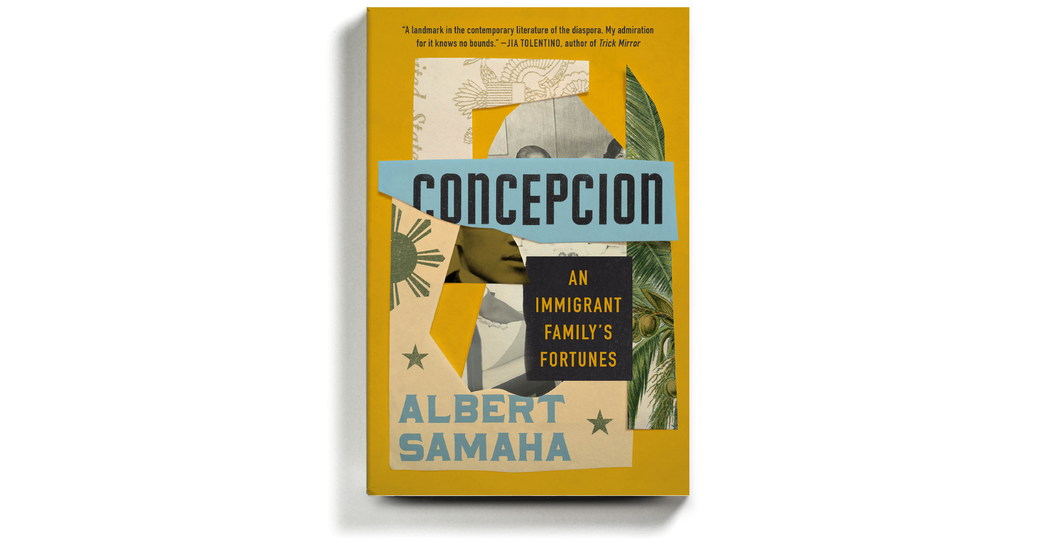 “A landmark in the contemporary literature of the diaspora. My admiration
for it knows no bounds.” —JIA TOLENTINO, author of Trick Mirror
CONCEPCION
AN
IMMIGRANT
FAMILY’S
FORTUNES
ALBERT
SAMAHA